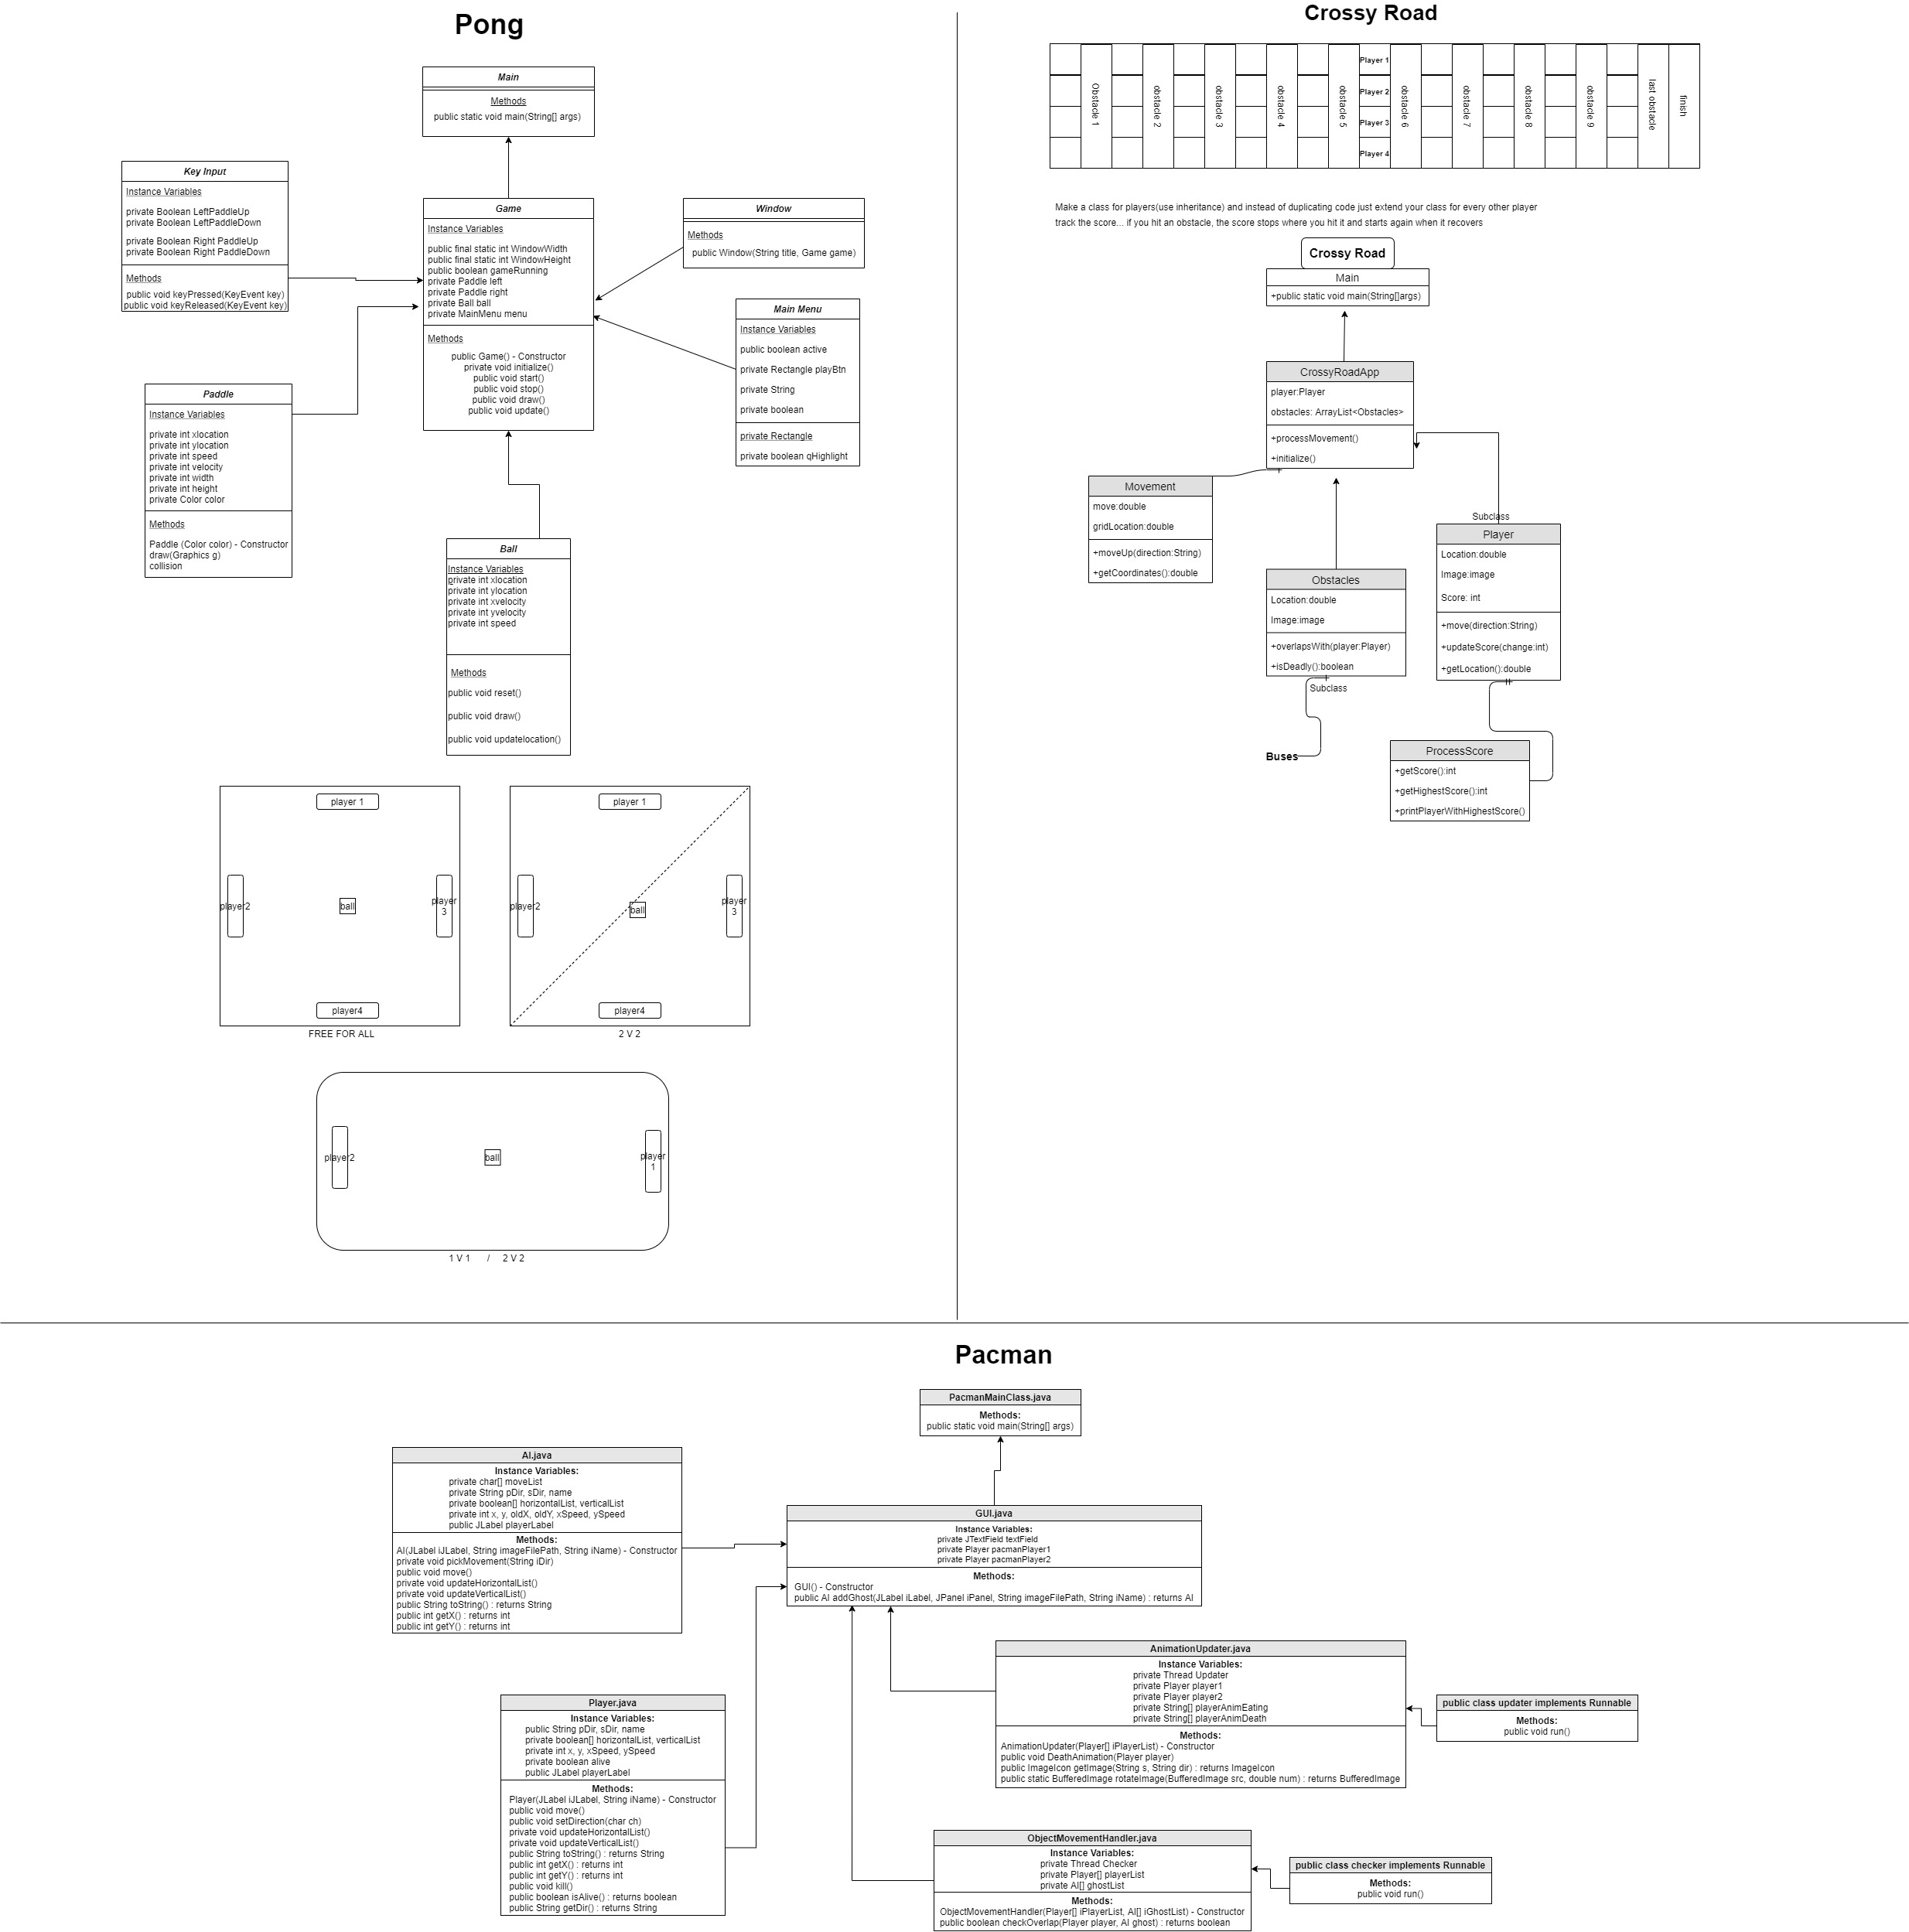 Pong
Main
Methods
public static void main(String[] args)
Key Input
Instance Variables
private Boolean LeftPaddleUp
private Boolean LeftPaddleDown
private Boolean Right PaddleUp
private Boolean Right PaddleDown
Methods
public void keyPressed(KeyEvent key)
public void keyReleased(KeyEvent key)
Game
Instance Variables
public final static int WindowWidth
public final static int WindowHeight
public boolean gameRunning
private Paddle left
private Paddle right
private Ball ball
private MainMenu menu
Methods
public Game() - Constructor
private void initialize()
public void start()
public void stop()
public void draw()
public void update()
Window
Methods
public Window(String title, Game game)
Main Menu
Instance Variables
public boolean active
private Rectangle playBtn
private String
private boolean
private Rectangle
private boolean qHighlight
Paddle
Instance Variables
private int xlocation
private int ylocation
private int speed
private int velocity
private int width
private int height
private Color color
Methods
Paddle (Color color) - Constructor
draw(Graphics g)
collision
Ball
Instance Variables
private int xlocation
private int ylocation
private int xvelocity
private int yvelocity
private int speed
Methods
public void reset()
public void draw()
public void updatelocation()
player 1
player2
ball
player
3
player4
FREE FOR ALL
player 1
player2
ball
player
3
player4
2 V 2
player2
ball
player
1
1 V 1 / 2 V 2
Crossy Road
Obstacle 1
obstacle 2
obstacle 3
obstacle 4
obstacle 5
Player 1
Player 2
Player 3
Player 4
obstacle 6
obstacle 7
obstacle 8
obstacle 9
last obstacle
finish
Make a class for players(use inheritance) and instead of duplicating code just extend your class for every other player
track the score... if you hit an obstacle, the score stops where you hit it and starts again when it recovers
Crossy Road
Main
+public static void main(String[]args)
CrossyRoadApp
player:Player
obstacles: ArrayList<Obstacles>
+processMovement()
+initialize()
Movement
move:double
gridLocation:double
+moveUp(direction:String)
+getCoordinates():double
Obstacles
Location:double
Image:image
+overlapsWith(player:Player)
+isDeadly():boolean
Subclass
Buses
Subclass
Player
Location:double
Image:image
Score: int
+move(direction:String)
+updateScore(change:int)
+getLocation():double
ProcessScore
+getScore():int
+getHighestScore():int
+printPlayerWithHighestScore()
Pacman
PacmanMainClass.java
Methods:
public static void main(String[] args)
AI.java
Instance Variables:
private char[] moveList
private String pDir, sDir, name
private boolean[] horizontalList, verticalList
private int x, y, oldX, oldY, xSpeed, ySpeed
public JLabel playerLabel
Methods:
AI(JLabel iJLabel, String imageFilePath, String iName) - Constructor
private void pickMovement(String iDir)
public void move()
private void updateHorizontalList()
private void updateVerticalList()
public String toString() : returns String
public int getX() : returns int
public int getY() : returns int
GUI.java
Instance Variables:
private JTextField textField
private Player pacmanPlayer1
private Player pacmanPlayer2
Methods:
GUI() - Constructor
public AI addGhost(JLabel iLabel, JPanel iPanel, String imageFilePath, String iName) : returns AI
Player.java
Instance Variables:
public String pDir, sDir, name
private boolean[] horizontalList, verticalList
private int x, y, xSpeed, ySpeed
private boolean alive
public JLabel playerLabel
Methods:
Player(JLabel iJLabel, String iName) - Constructor
public void move()
public void setDirection(char ch)
private void updateHorizontalList()
private void updateVerticalList()
public String toString() : returns String
public int getX() : returns int
public int getY() : returns int
public void kill()
public boolean isAlive() : returns boolean
public String getDir() : returns String
AnimationUpdater.java
Instance Variables:
private Thread Updater
private Player player1
private Player player2
private String[] playerAnimEating
private String[] playerAnimDeath
Methods:
AnimationUpdater(Player[] iPlayerList) - Constructor
public void DeathAnimation(Player player)
public ImageIcon getImage(String s, String dir) : returns ImageIcon
public static BufferedImage rotateImage(BufferedImage src, double num) : returns BufferedImage
public class updater implements Runnable
Methods:
public void run()
ObjectMovementHandler.java
Instance Variables:
private Thread Checker
private Player[] playerList
private AI[] ghostList
Methods:
ObjectMovementHandler(Player[] iPlayerList, AI[] iGhostList) - Constructor
public boolean checkOverlap(Player player, AI ghost) : returns boolean
public class checker implements Runnable
Methods:
public void run()